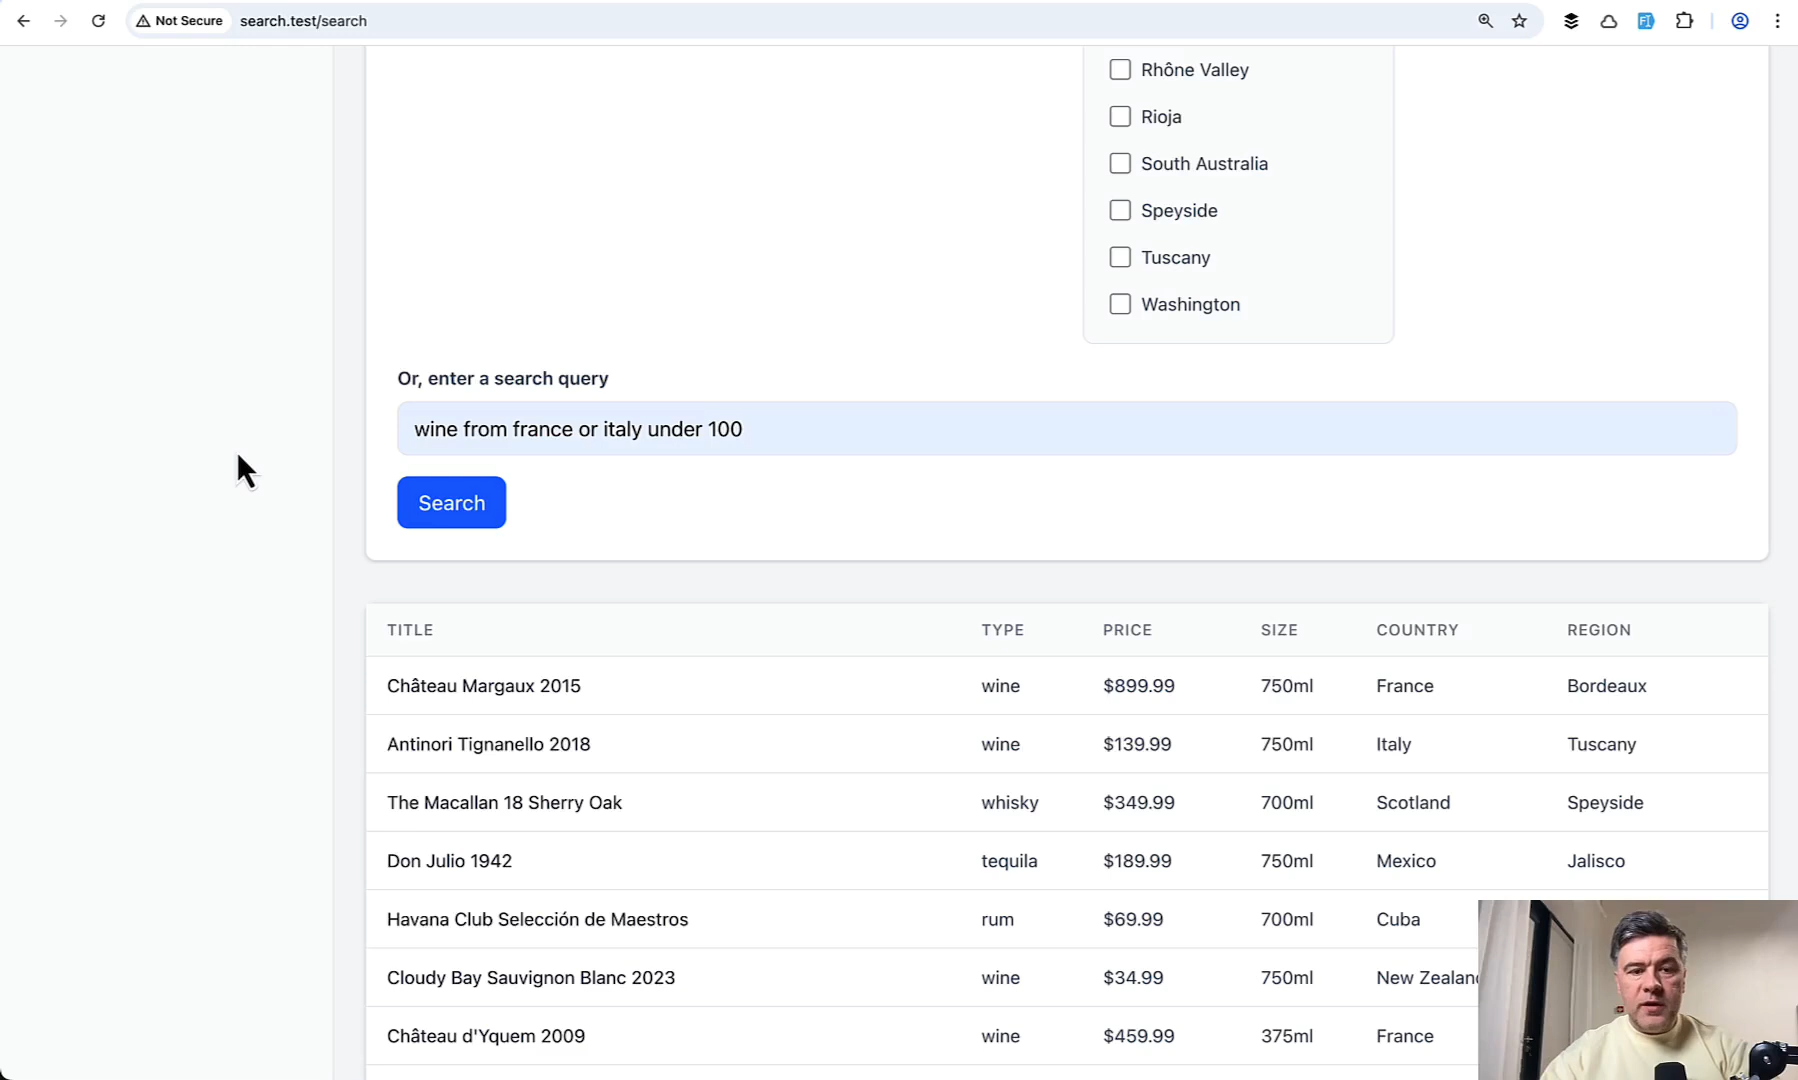 Not Secure search.test/search
Rhône Valley
Rioja
South Australia
Speyside
Tuscany
Washington
Or, enter a search query
wine from france or italy under 100
Search
TITLE TYPE PRICE SIZE COUNTRY REGION
Château Margaux 2015 wine $899.99 750ml France Bordeaux
Antinori Tignanello 2018 wine $139.99 750ml Italy Tuscany
The Macallan 18 Sherry Oak whisky $349.99 700ml Scotland Speyside
Don Julio 1942 tequila $189.99 750ml Mexico Jalisco
Havana Club Selección de Maestros rum $69.99 700ml Cuba
Cloudy Bay Sauvignon Blanc 2023 wine $34.99 750ml New Zealand
Château d'Yquem 2009 wine $459.99 375ml France